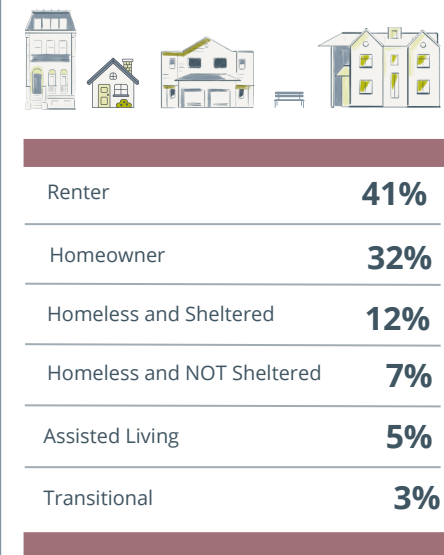 Renter 41%
Homeowner 32%
Homeless and Sheltered 12%
Homeless and NOT Sheltered 7%
Assisted Living 5%
Transitional 3%